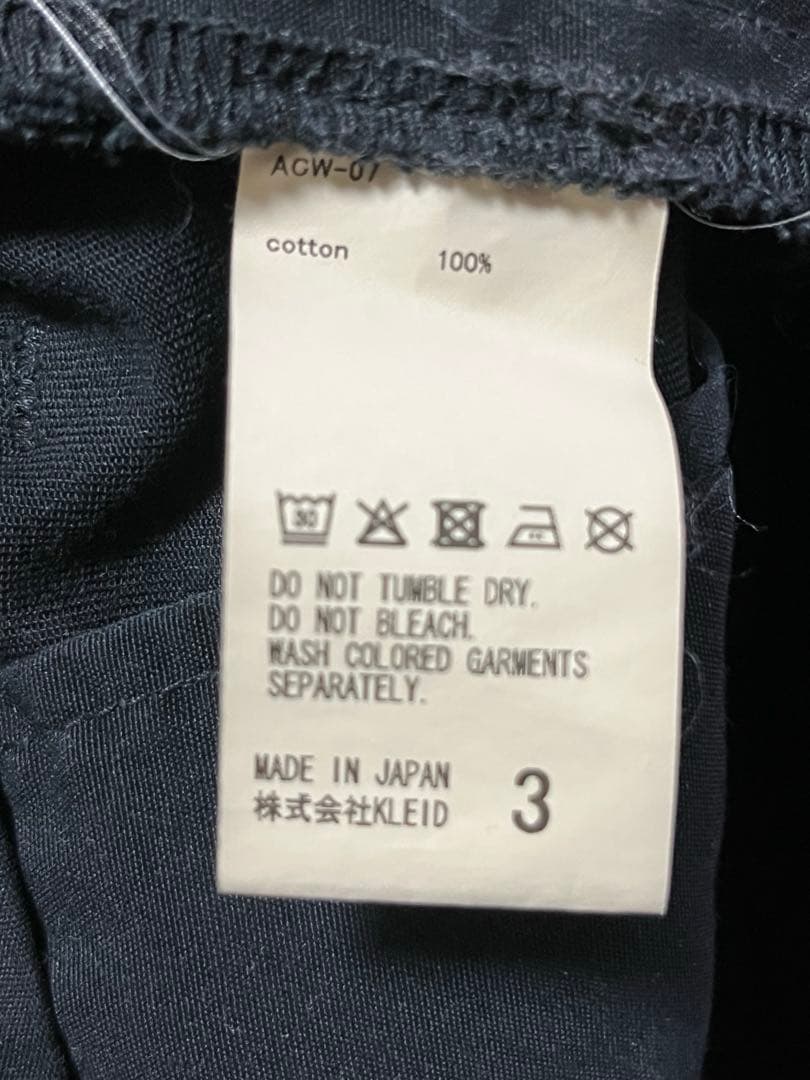 ACW-07
cotton 100%
30
DO NOT TUMBLE DRY.
DO NOT BLEACH.
WASH COLORED GARMENTS
SEPARATELY.
MADE IN JAPAN
株式会社KLEID
3